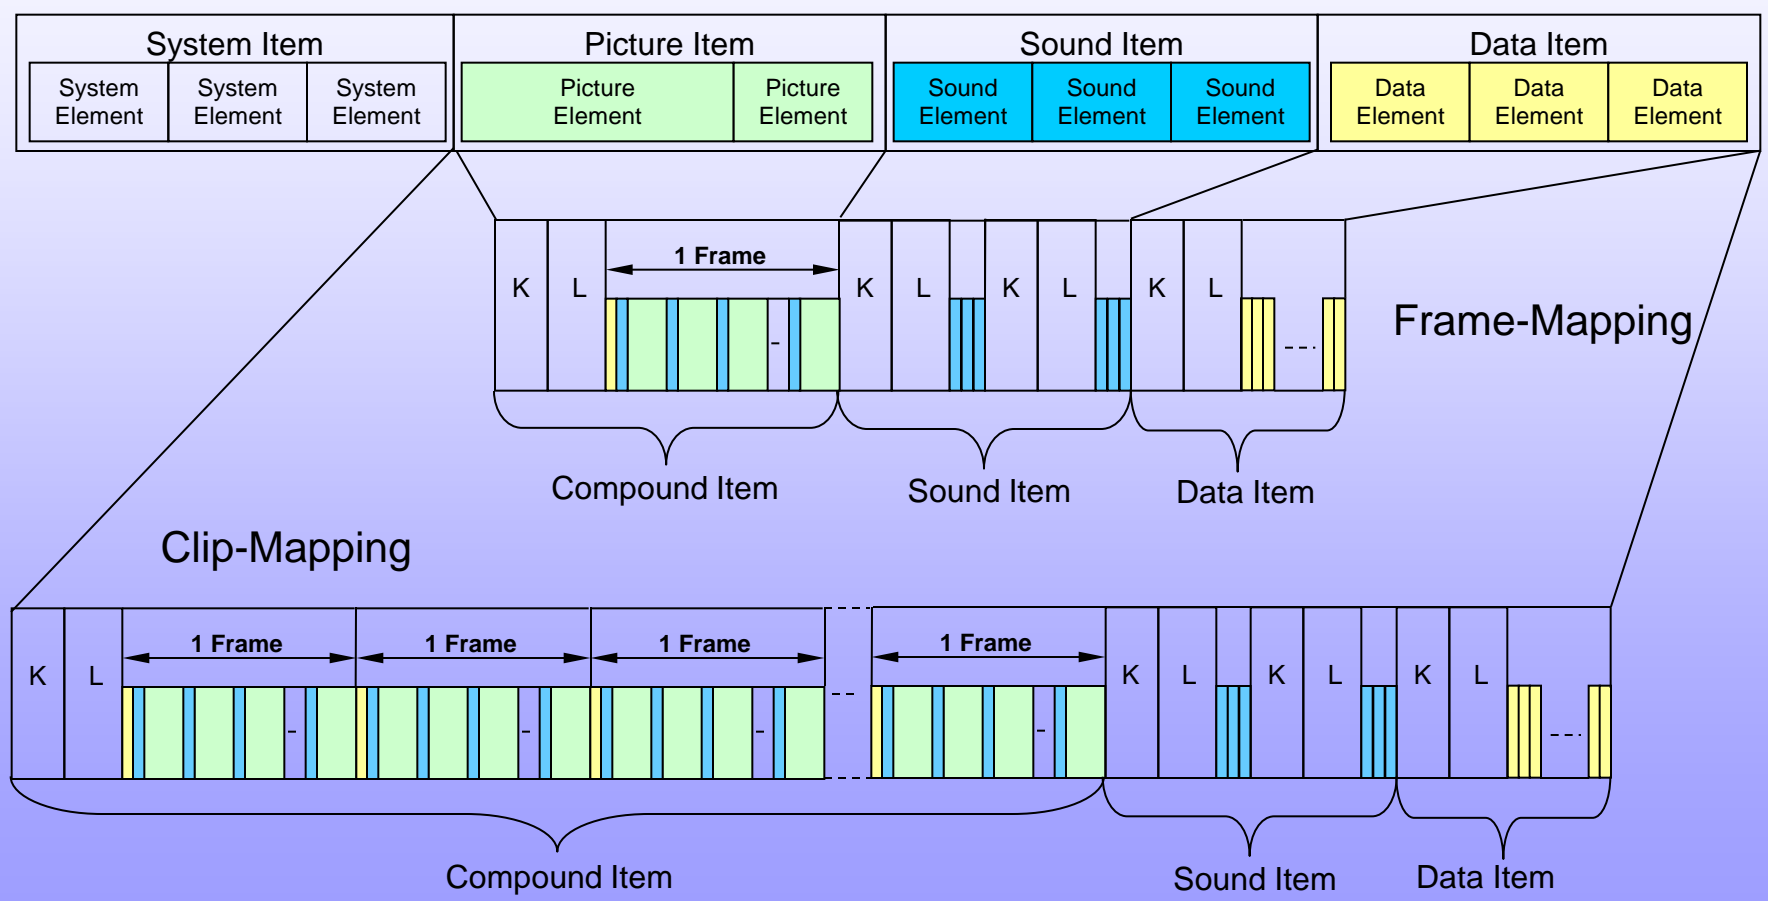 System Item
Picture Item
Sound Item
Data Item
System Element
System Element
System Element
Picture Element
Picture Element
Sound Element
Sound Element
Sound Element
Data Element
Data Element
Data Element
1 Frame
K L K L K L K L
Frame-Mapping
Compound Item
Sound Item
Data Item
Clip-Mapping
1 Frame
1 Frame
1 Frame
1 Frame
K L K L K L K L
Compound Item
Sound Item
Data Item